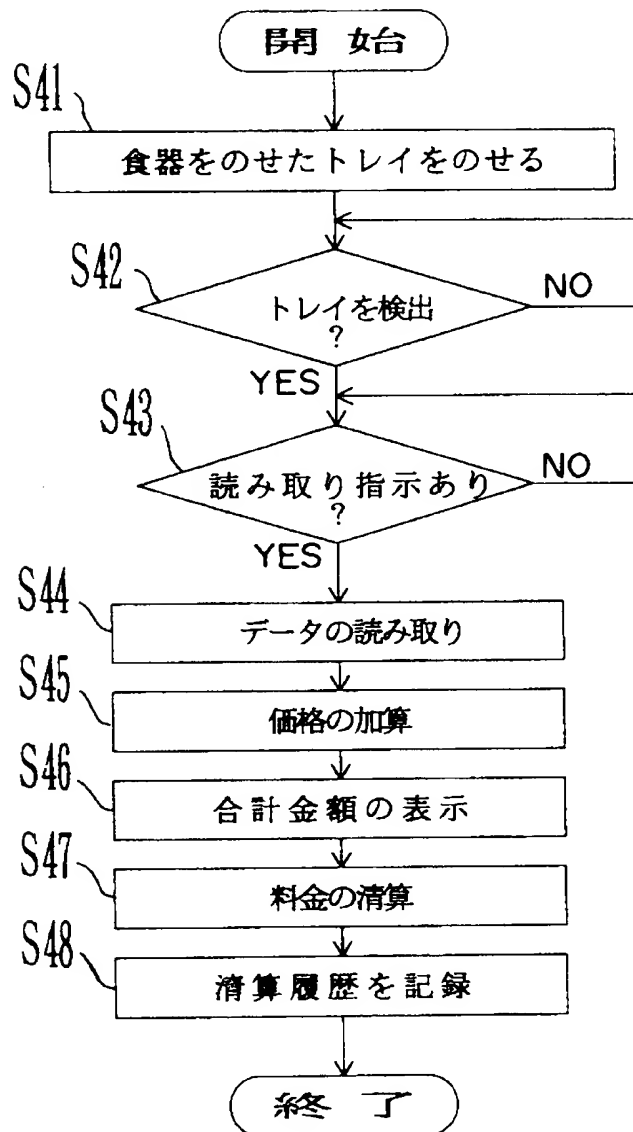 開始
S41
食器をのせたトレイをのせる
S42
トレイを検出
?
NO
YES
S43
読み取り指示あり
?
NO
YES
S44
データの読み取り
S45
価格の加算
S46
合計金額の表示
S47
料金の清算
S48
清算履歴を記録
終了